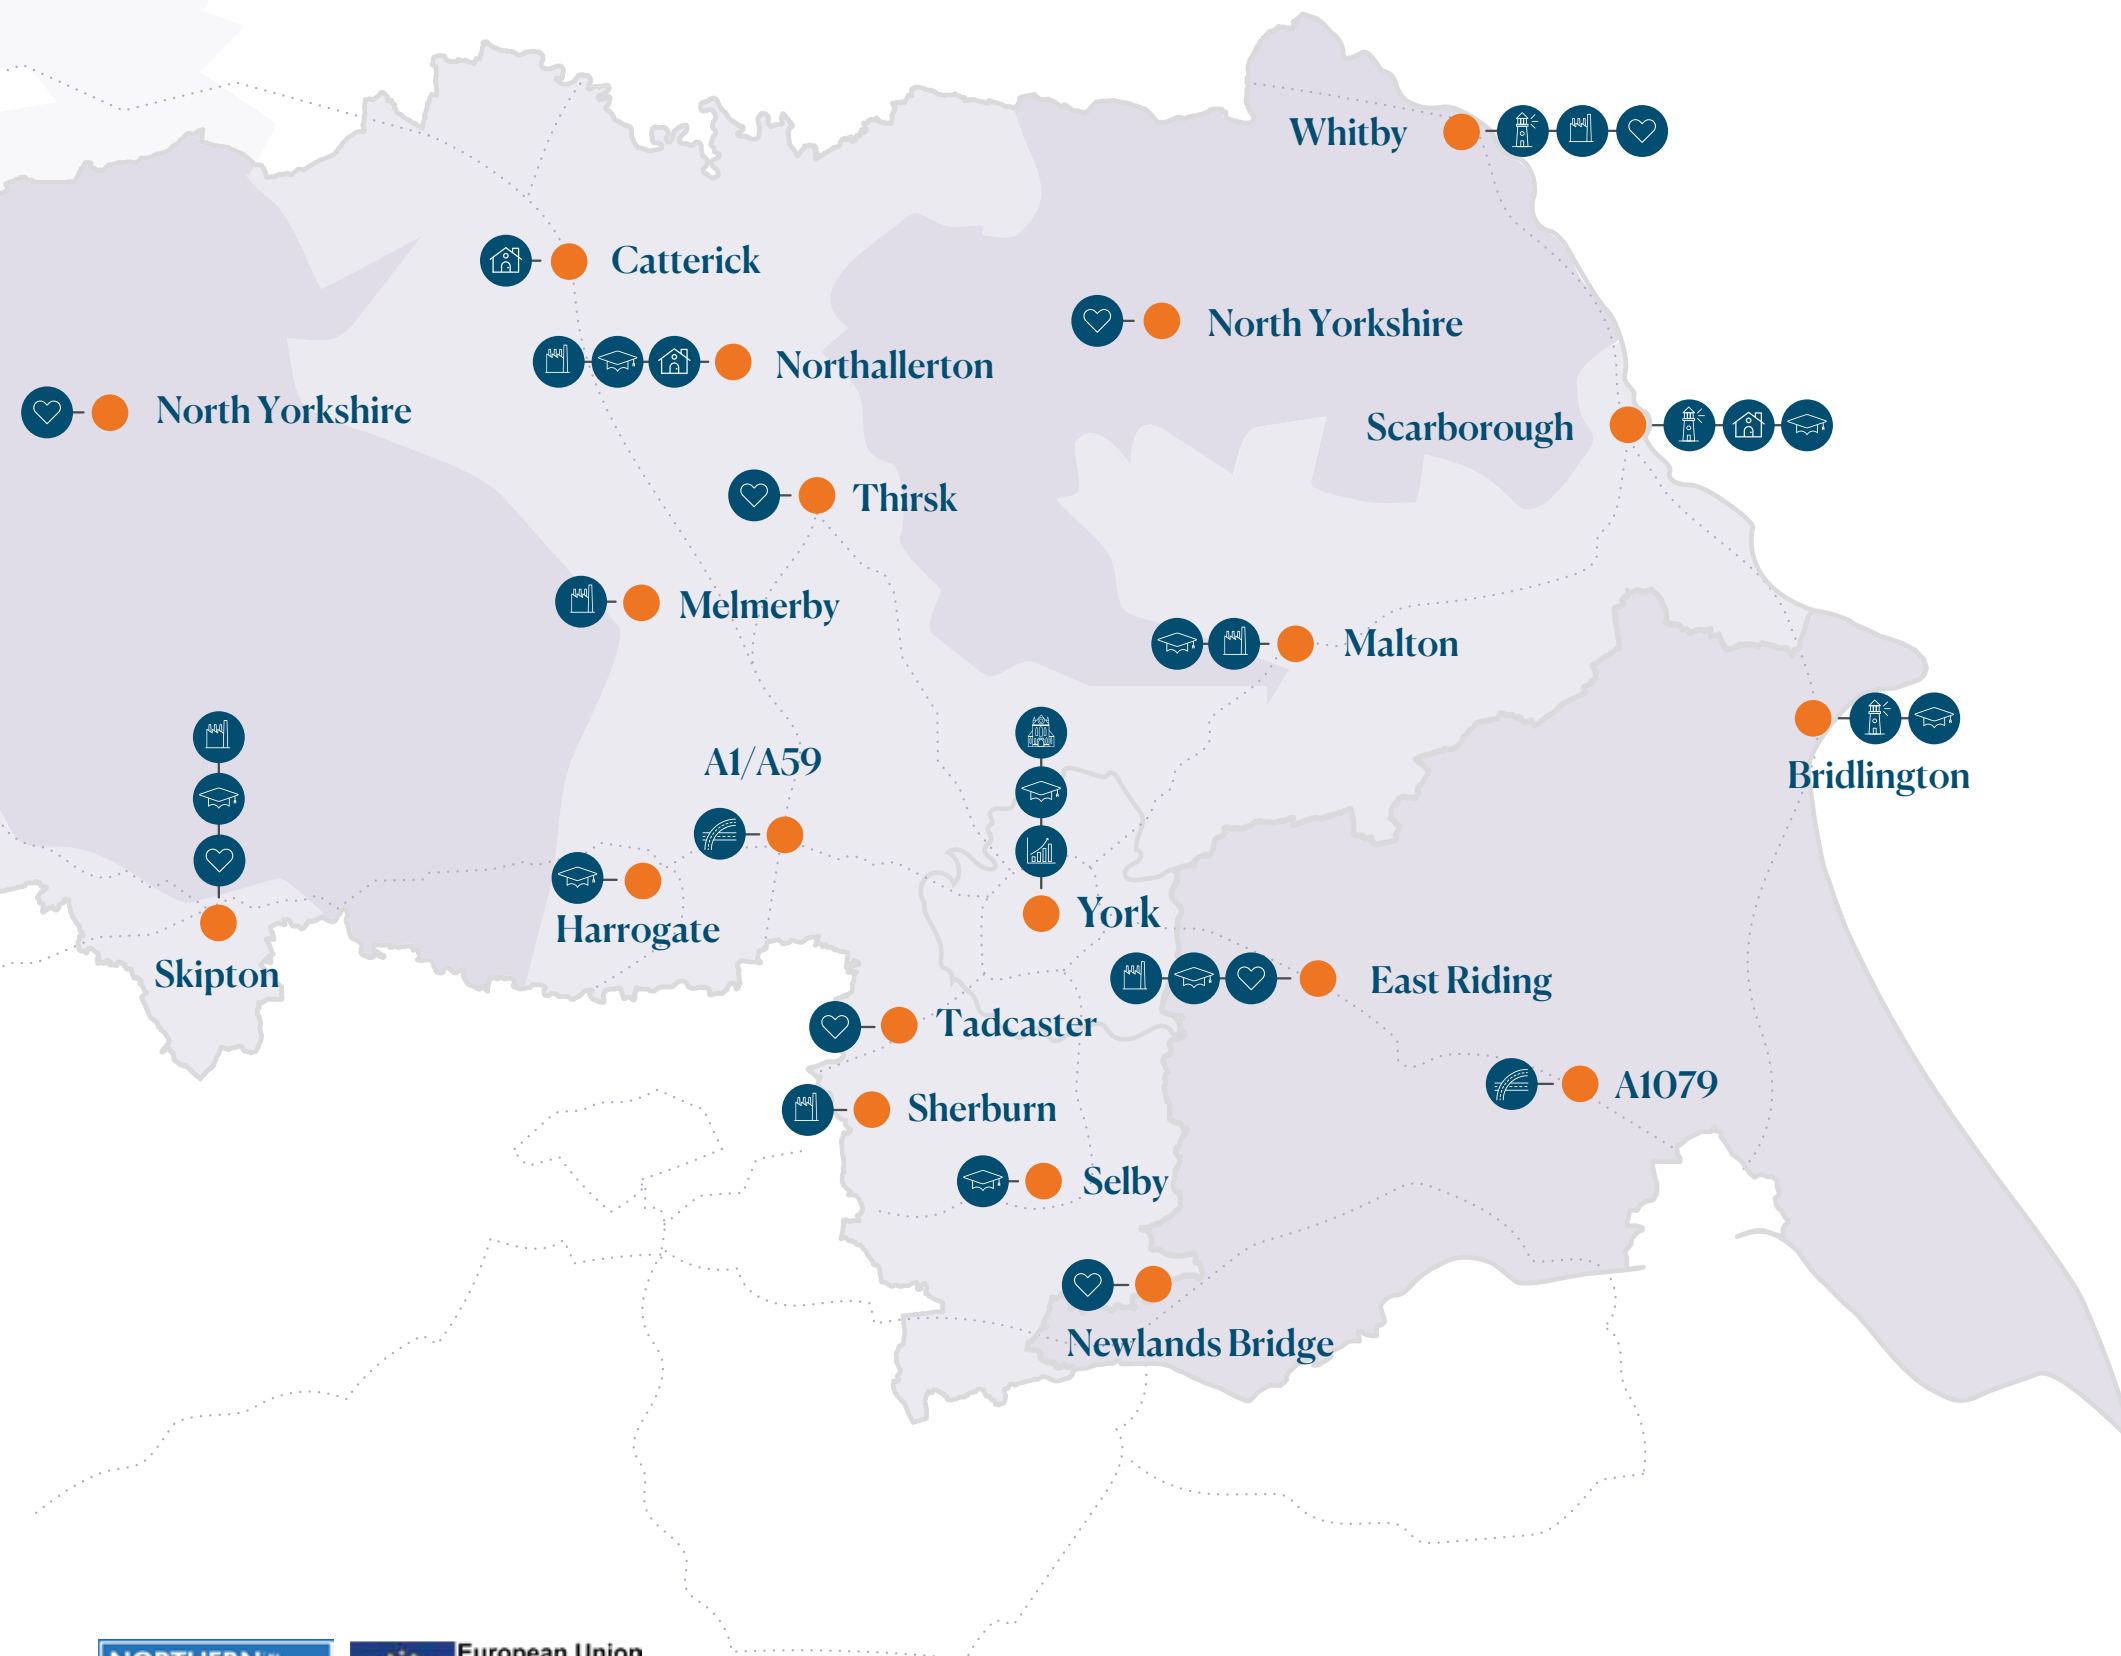 Whitby
Catterick
North Yorkshire
Northallerton
North Yorkshire
Scarborough
Thirsk
Melmerby
Malton
A1/A59
Bridlington
York
Harrogate
Skipton
East Riding
Tadcaster
A1079
Sherburn
Selby
Newlands Bridge
NORTHERN
European Union